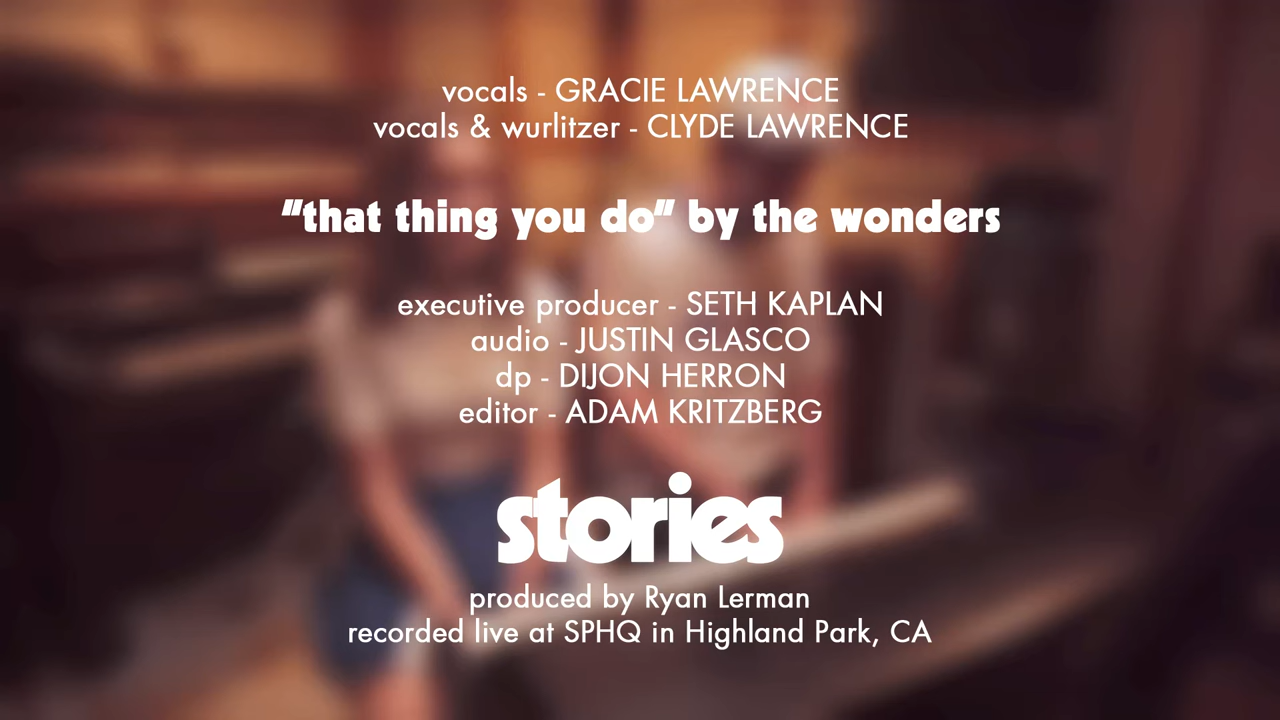 vocals - GRACIE LAWRENCE
vocals & wurlitzer - CLYDE LAWRENCE
"that thing you do" by the wonders
executive producer - SETH KAPLAN
audio - JUSTIN GLASCO
dp - DIJON HERRON
editor - ADAM KRITZBERG
stories
produced by Ryan Lerman
recorded live at SPHQ in Highland Park, CA